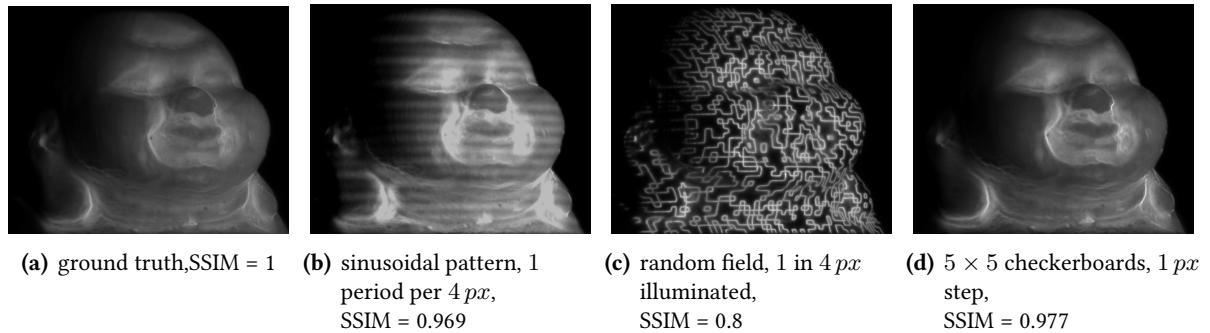 (a) ground truth,SSIM = 1
(b) sinusoidal pattern, 1
period per 4 px,
SSIM = 0.969
(c) random field, 1 in 4 px
illuminated,
SSIM = 0.8
(d) 5 × 5 checkerboards, 1 px
step,
SSIM = 0.977